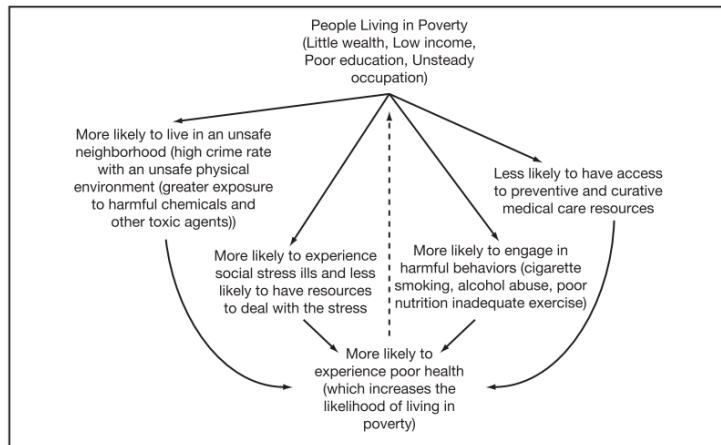 People Living in Poverty
(Little wealth, Low income,
Poor education, Unsteady
occupation)
More likely to live in an unsafe
neighborhood (high crime rate
with an unsafe physical
environment (greater exposure
to harmful chemicals and
other toxic agents))
Less likely to have access
to preventive and curative
medical care resources
More likely to experience
social stress ills and less
likely to have resources
to deal with the stress
More likely to engage in
harmful behaviors (cigarette
smoking, alcohol abuse, poor
nutrition inadequate exercise)
More likely to
experience poor health
(which increases the
likelihood of living in
poverty)